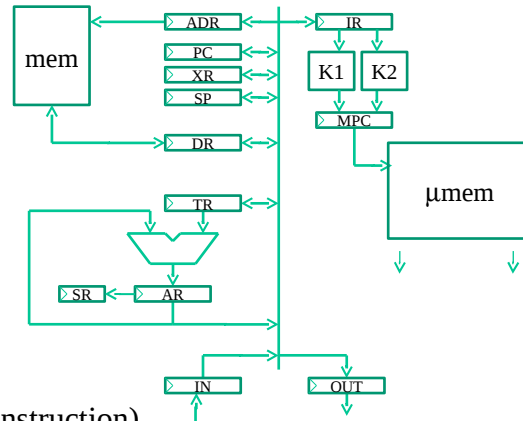 ADR
IR
mem
PC
K1
K2
XR
SP
MPC
DR
μmem
TR
SR
AR
IN
OUT
nstruction)